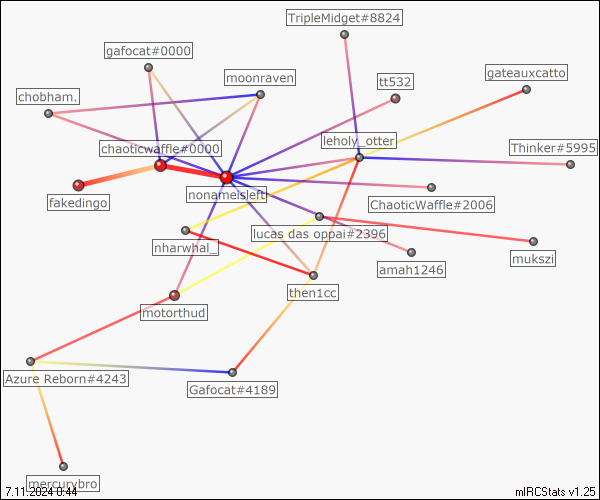 TripleMidget#8824
gafocat#0000
moonraven
gateauxcatto
tt532
chobham.
leholy_otter
chaoticwaffle#0000
Thinker#5995
nonameisleft
fakedingo
ChaoticWaffle#2006
lucas das oppai#2396
nharwhal_
mukszi
amah1246
then1cc
motorthud
Azure Reborn#4243
Gafocat#4189
mercurybro
7.11.2024 0:44
mIRCStats v1.25